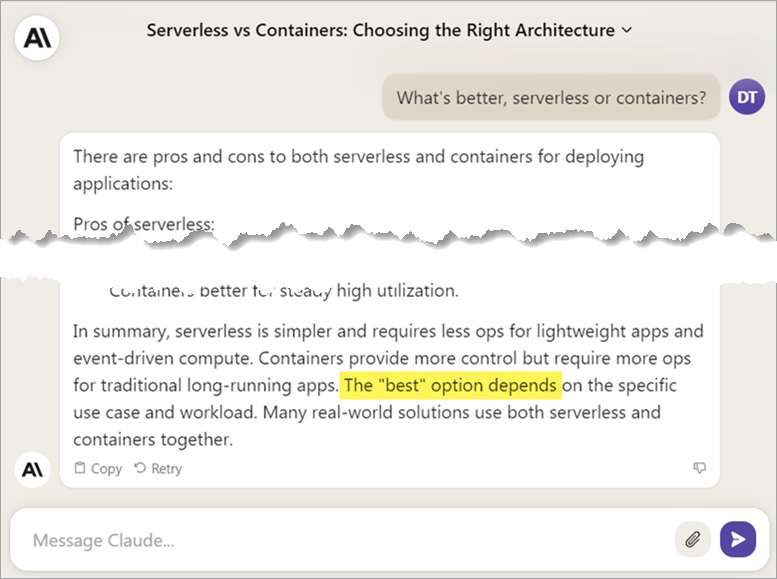 Serverless vs Containers: Choosing the Right Architecture
What's better, serverless or containers?
DT
There are pros and cons to both serverless and containers for deploying
applications:
Pros of serverless:
Containers better for steady high utilization.
In summary, serverless is simpler and requires less ops for lightweight apps and
event-driven compute. Containers provide more control but require more ops
for traditional long-running apps. The "best" option depends on the specific
use case and workload. Many real-world solutions use both serverless and
containers together.
Copy Retry
Message Claude...